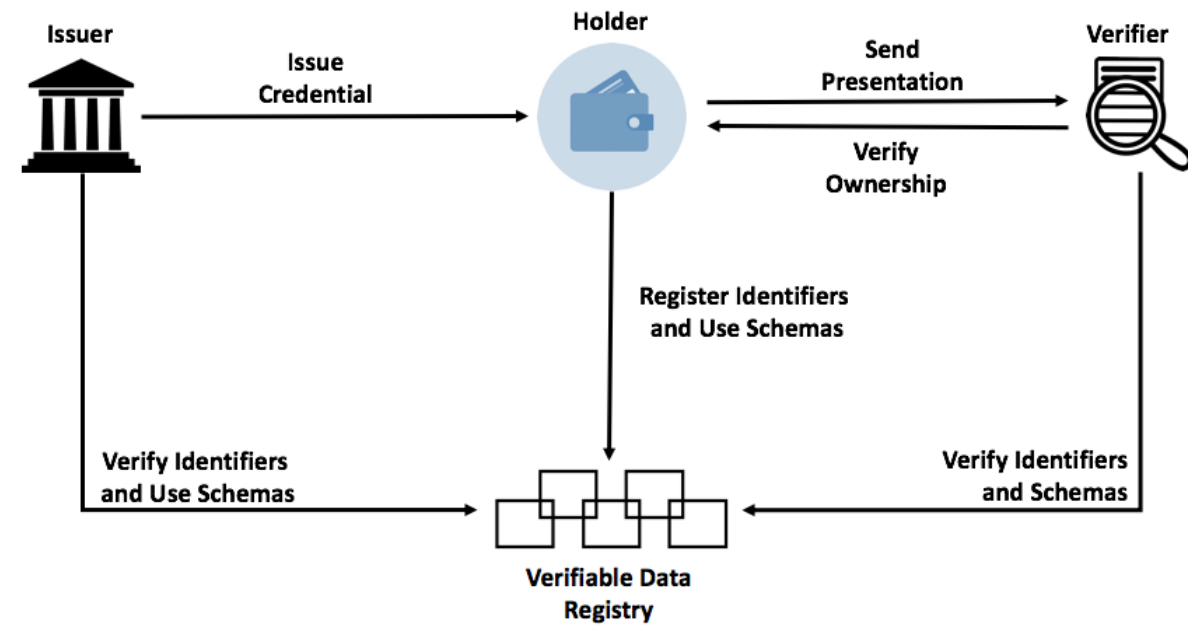 Issuer
Holder
Verifier
Issue
Credential
Send
Presentation
Verify
Ownership
Register Identifiers
and Use Schemas
Verify Identifiers
and Use Schemas
Verify Identifiers
and Schemas
Verifiable Data
Registry